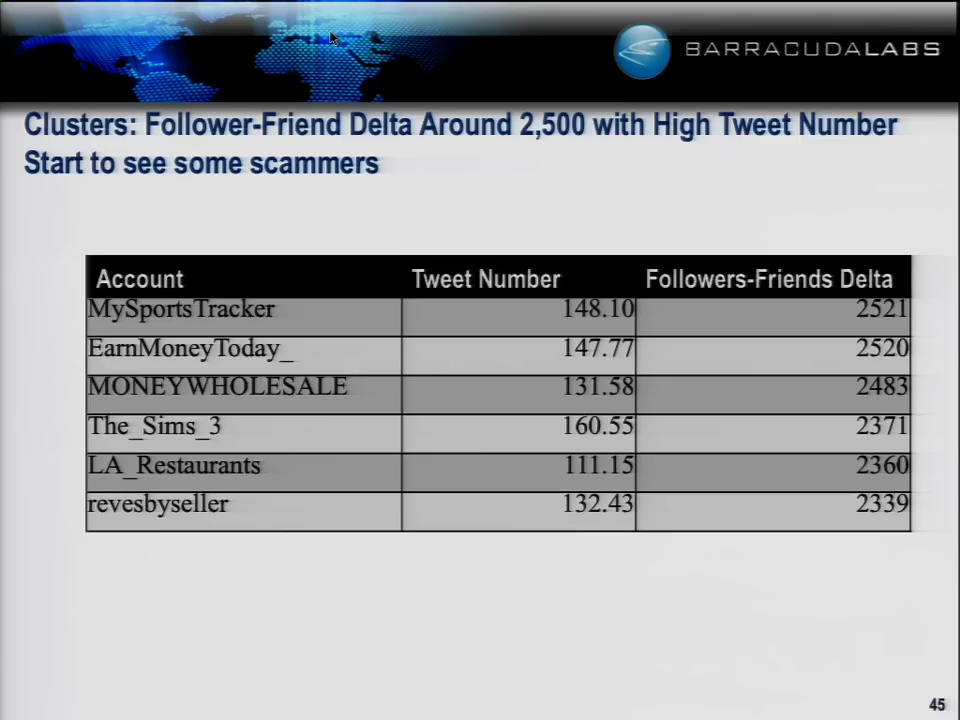 BARRACUDALABS
Clusters: Follower-Friend Delta Around 2,500 with High Tweet Number
Start to see some scammers
Account Tweet Number Followers-Friends Delta
MySportsTracker 148.10 2521
EarnMoneyToday_ 147.77 2520
MONEYWHOLESALE 131.58 2483
The_Sims_3 160.55 2371
LA_Restaurants 111.15 2360
revesbyseller 132.43 2339
45